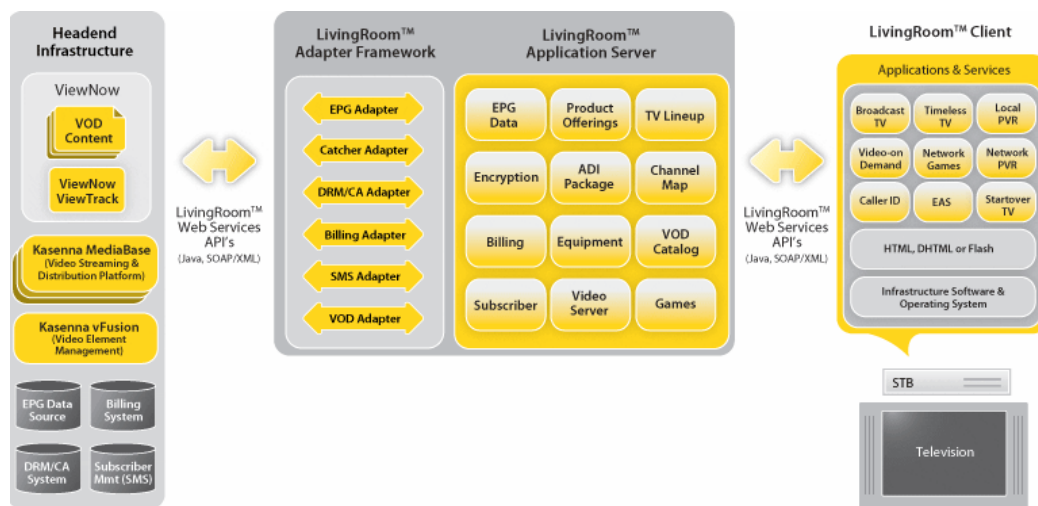 Headend
Infrastructure
ViewNow
VOD
Content
ViewNow
ViewTrack
Kasenna MediaBase
(Video Streaming &
Distribution Platform)
Kasenna vFusion
(Video Element
Management)
EPG Data
Source
Billing
System
DRM/CA
System
Subscriber
Mmt (SMS)
LivingRoom™
Web Services
API's
(Java, SOAP/XML)
LivingRoom™
Adapter Framework
EPG Adapter
Catcher Adapter
DRM/CA Adapter
Billing Adapter
SMS Adapter
VOD Adapter
LivingRoom™
Application Server
EPG
Data
Product
Offerings
TV Lineup
Encryption
ADI
Package
Channel
Map
Billing
Equipment
VOD
Catalog
Subscriber
Video
Server
Games
LivingRoom™
Web Services
API's
(Java, SOAP/XML)
LivingRoom™ Client
Applications & Services
Broadcast
TV
Timeless
TV
Local
PVR
Video-on
Demand
Network
Games
Network
PVR
Caller ID
EAS
Startover
TV
HTML, DHTML or Flash
Infrastructure Software &
Operating System
STB
Television